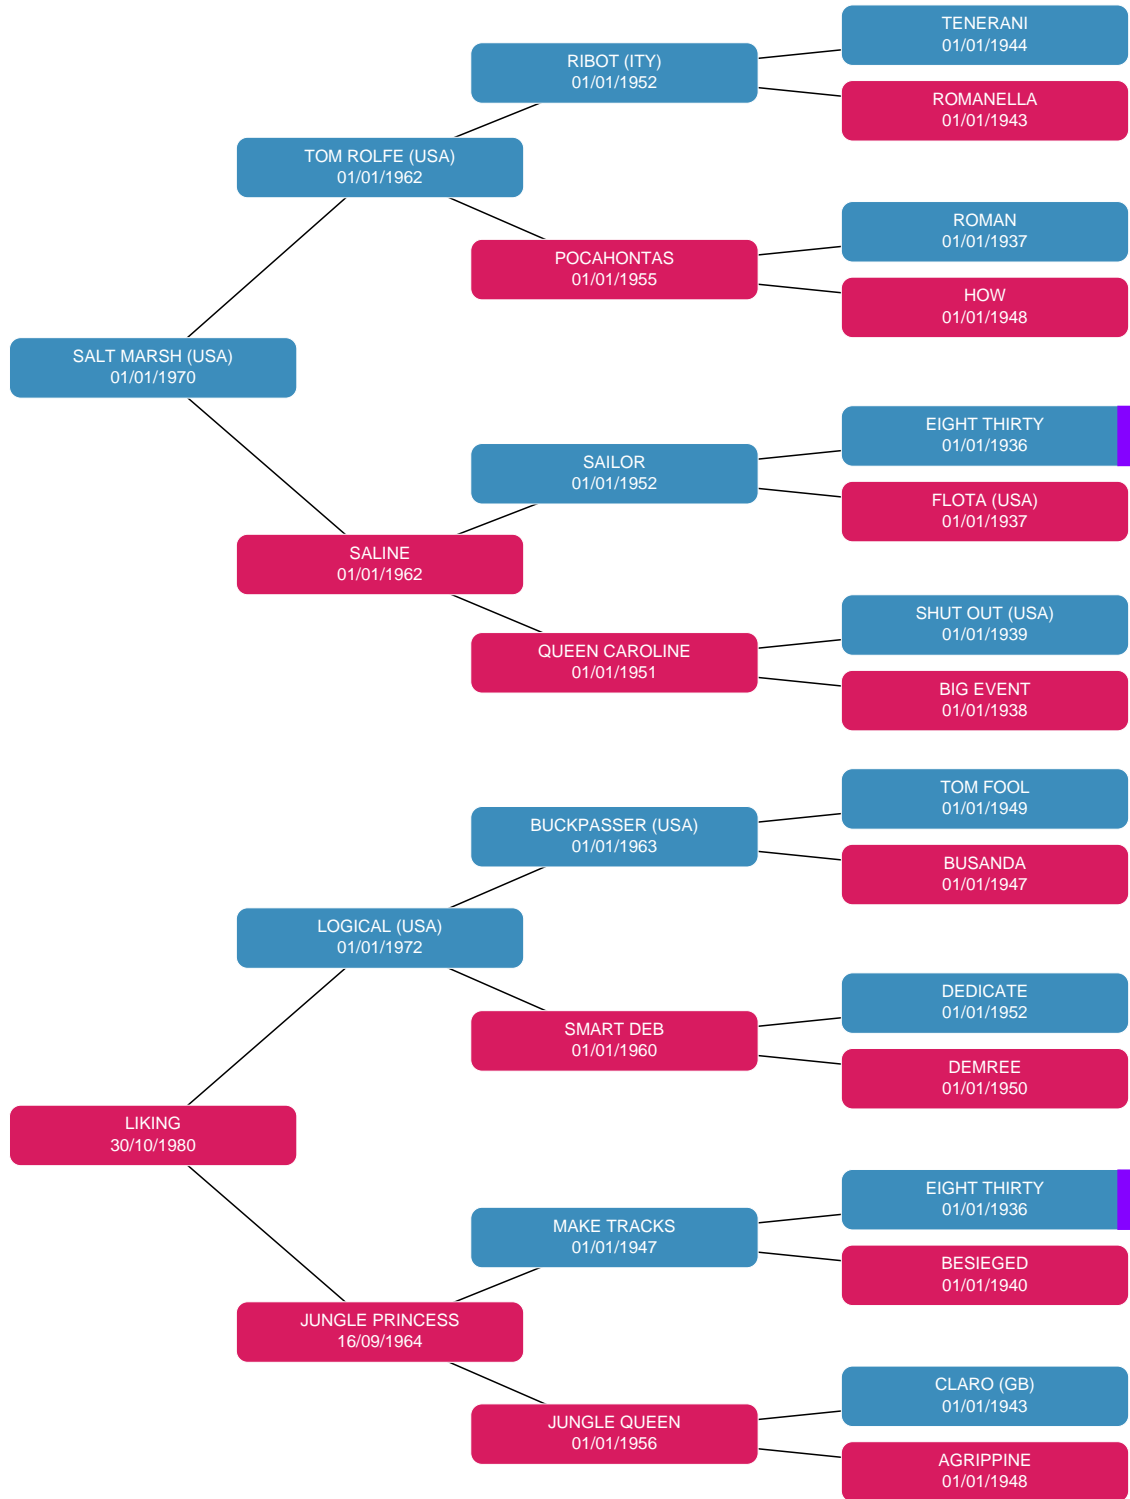 TENERANI
01/01/1944
RIBOT (ITY)
01/01/1952
ROMANELLA
01/01/1943
TOM ROLFE (USA)
01/01/1962
ROMAN
01/01/1937
POCAHONTAS
01/01/1955
HOW
01/01/1948
SALT MARSH (USA)
01/01/1970
EIGHT THIRTY
01/01/1936
SAILOR
01/01/1952
FLOTA (USA)
01/01/1937
SALINE
01/01/1962
SHUT OUT (USA)
01/01/1939
QUEEN CAROLINE
01/01/1951
BIG EVENT
01/01/1938
TOM FOOL
01/01/1949
BUCKPASSER (USA)
01/01/1963
BUSANDA
01/01/1947
LOGICAL (USA)
01/01/1972
DEDICATE
01/01/1952
SMART DEB
01/01/1960
DEMREE
01/01/1950
LIKING
30/10/1980
EIGHT THIRTY
01/01/1936
MAKE TRACKS
01/01/1947
BESIEGED
01/01/1940
JUNGLE PRINCESS
16/09/1964
CLARO (GB)
01/01/1943
JUNGLE QUEEN
01/01/1956
AGRIPPINE
01/01/1948